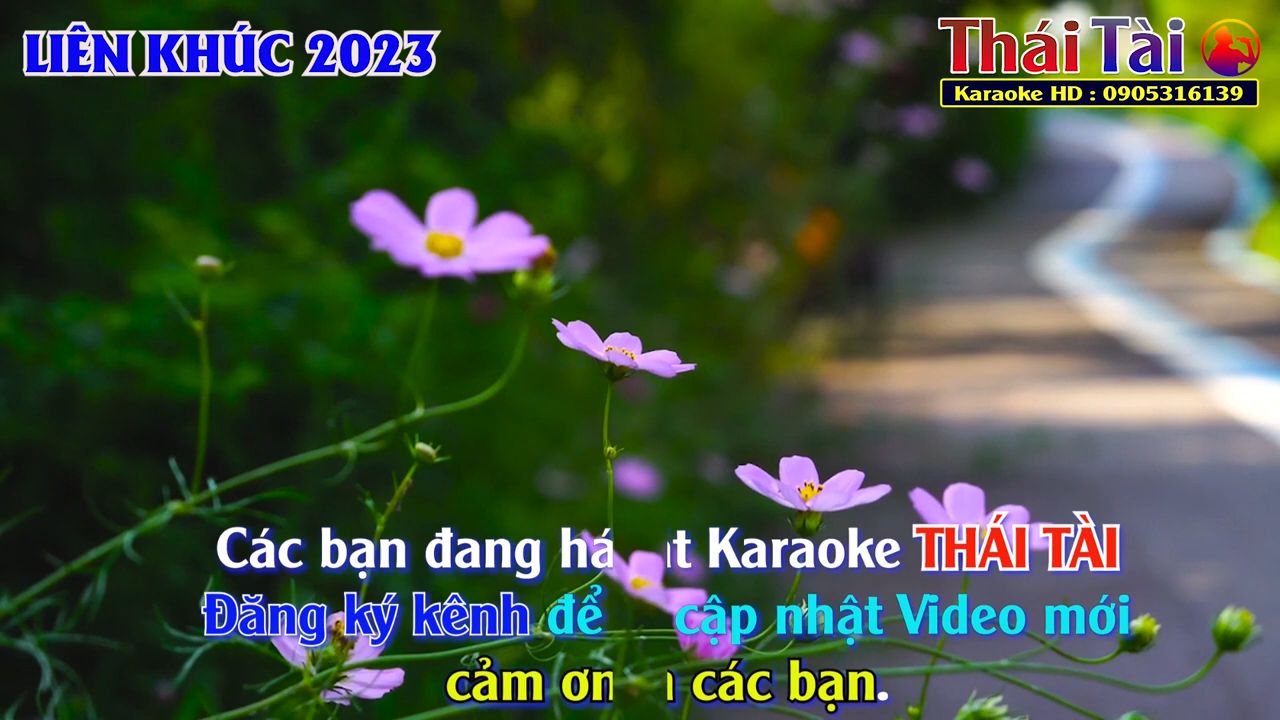 LIÊN KHÚC 2023
Thái Tài
Karaoke HD : 0905316139
Các bạn đang hát Karaoke THÁI TÀI
Đăng ký kênh để cập nhật Video mới
cảm ơn các bạn.